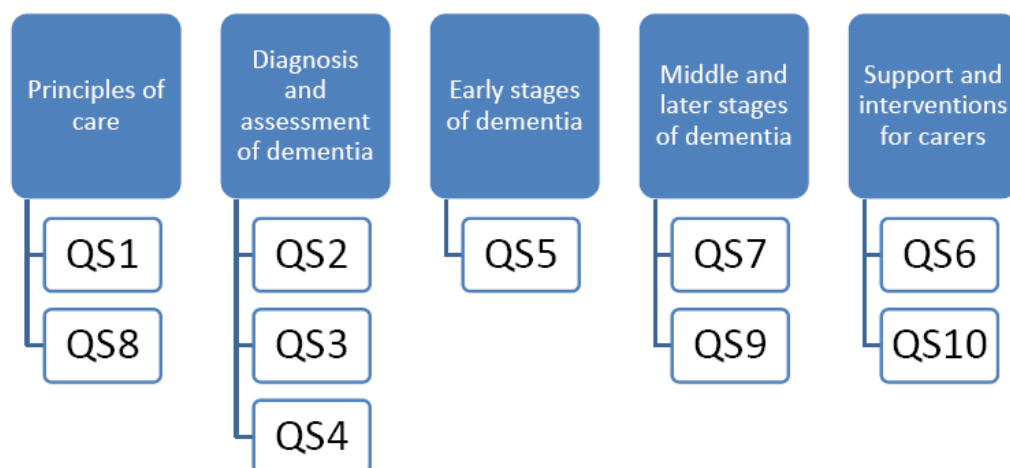 Principles of
care
QS1
QS8
Diagnosis
and
assessment
of dementia
QS2
QS3
QS4
Early stages
of dementia
QS5
Middle and
later stages
of dementia
QS7
QS9
Support and
interventions
for carers
QS6
QS10